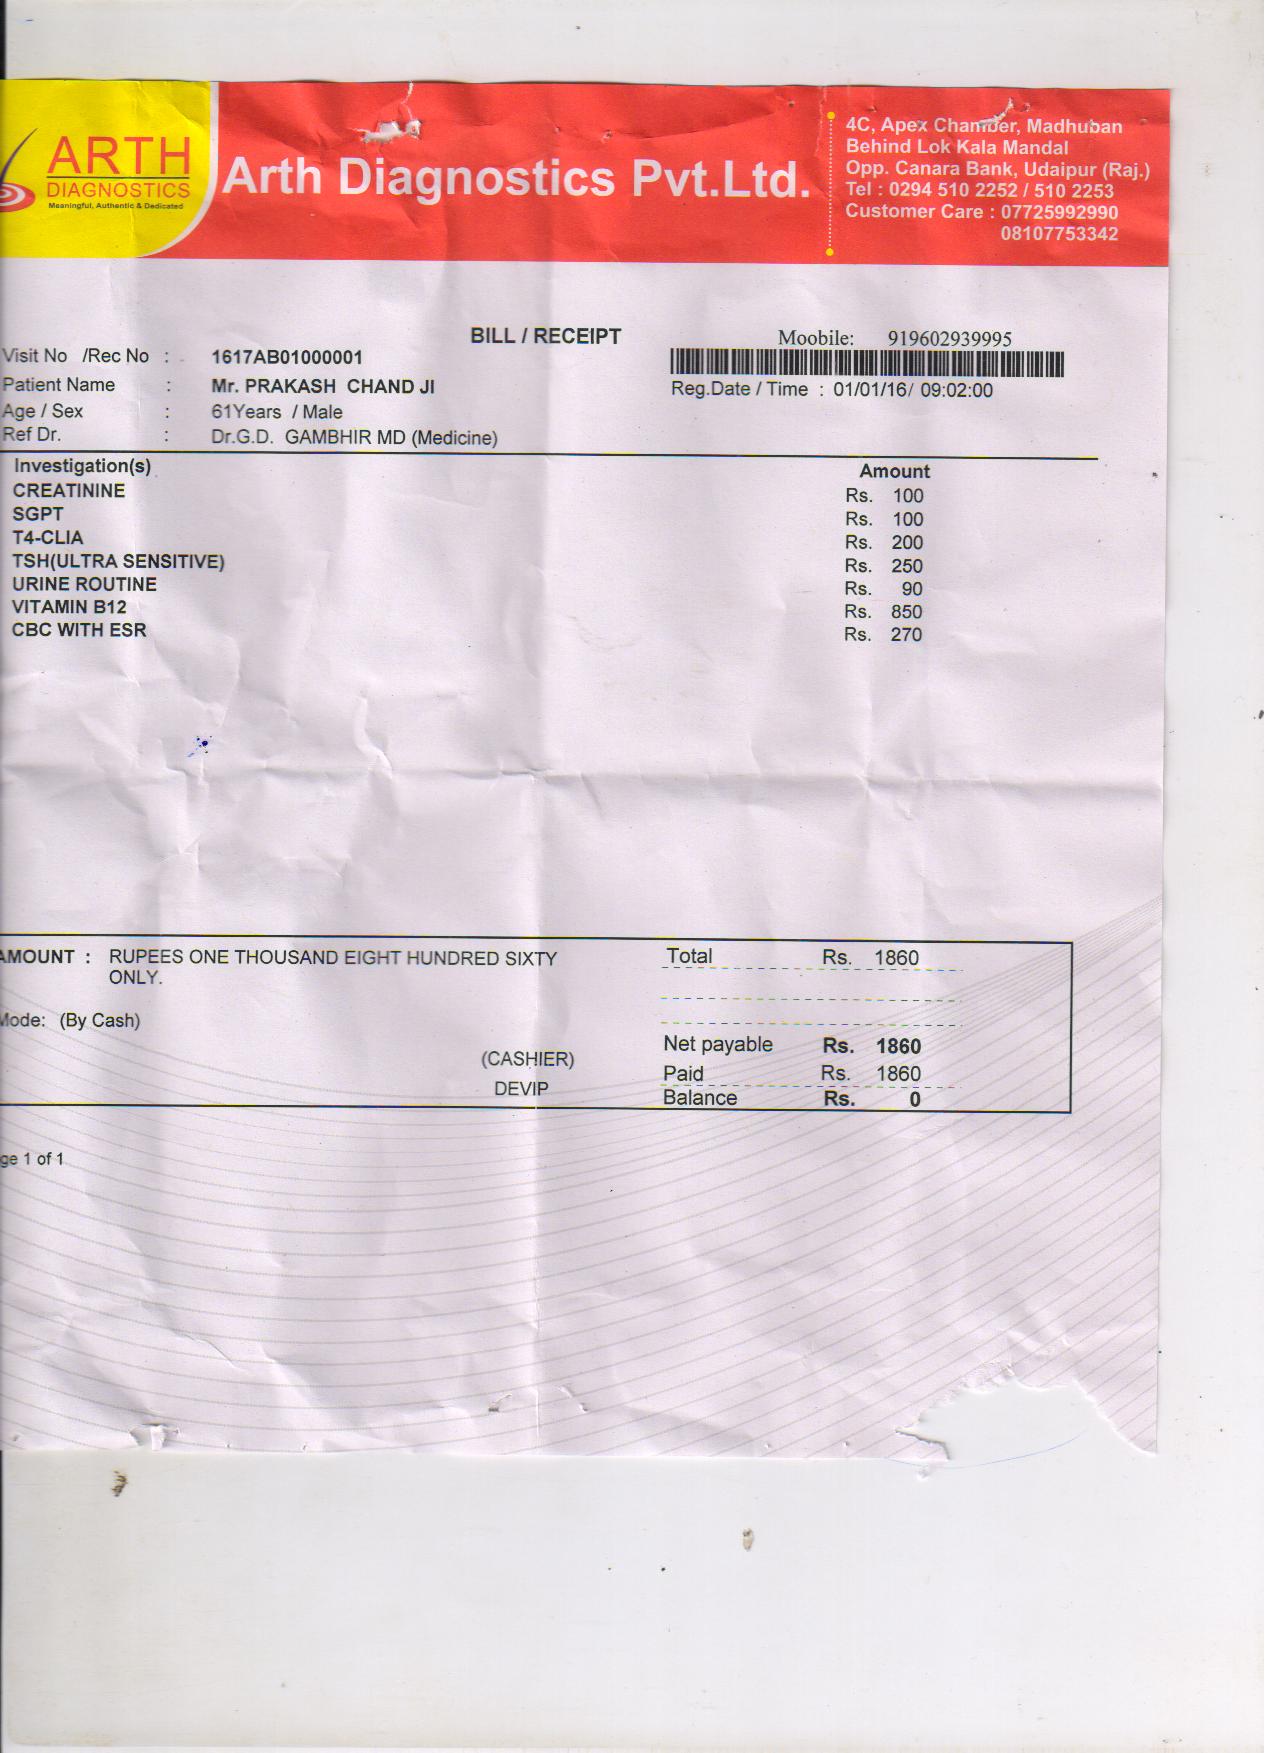 ARTH
DIAGNOSTICS
Meaningful, Authentic & Dedicated
Arth Diagnostics Pvt.Ltd.
4C, Apex Chamber, Madhuban
Behind Lok Kala Mandal
Opp. Canara Bank, Udaipur (Raj.)
Tel : 0294 510 2252 / 510 2253
Customer Care : 07725992990
08107753342
BILL / RECEIPT
Moobile: 919602939995
Visit No /Rec No : 1617AB01000001
Patient Name : Mr. PRAKASH CHAND JI
Reg.Date / Time : 01/01/16/ 09:02:00
Age / Sex : 61Years / Male
Ref Dr. : Dr.G.D. GAMBHIR MD (Medicine)
Investigation(s) Amount
CREATININE Rs. 100
SGPT Rs. 100
T4-CLIA Rs. 200
TSH(ULTRA SENSITIVE) Rs. 250
URINE ROUTINE Rs. 90
VITAMIN B12 Rs. 850
CBC WITH ESR Rs. 270
AMOUNT : RUPEES ONE THOUSAND EIGHT HUNDRED SIXTY
ONLY.
Total Rs. 1860
Mode: (By Cash)
Net payable Rs. 1860
(CASHIER)
Paid Rs. 1860
DEVIP
Balance Rs. 0
ge 1 of 1